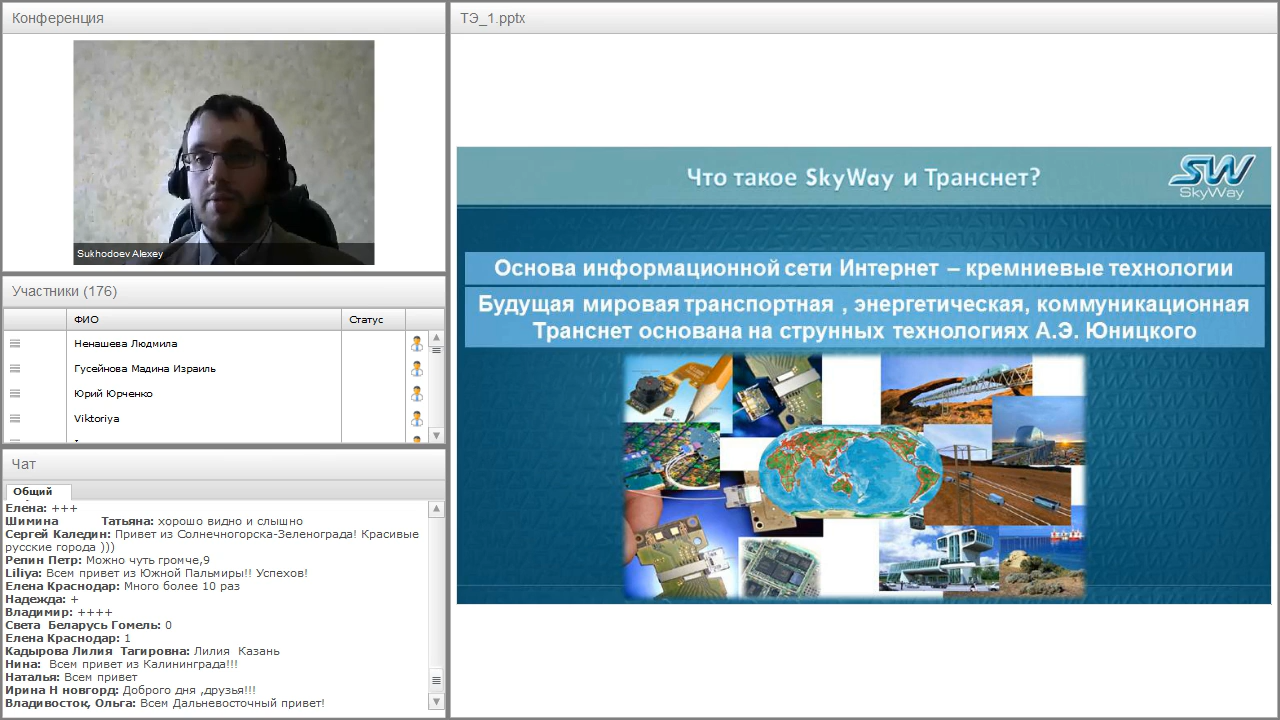 Конференция
Sukhodoev Alexey
Участники (176)
ФИО
Статус
Ненашева Людмила
Гусейнова Мадина Израиль
Юрий Юрченко
Viktoriya
Чат
Общий
Елена: +++
Шимина Татьяна: хорошо видно и слышно
Сергей Каледин: Привет из Солнечногорска-Зеленограда! Красивые
русские города )))
Репин Петр: Можно чуть громче,9
Liliya: Всем привет из Южной Пальмиры!! Успехов!
Елена Краснодар: Много более 10 раз
Надежда: +
Владимир: ++++
Света Беларусь Гомель: 0
Елена Краснодар: 1
Кадырова Лилия Тагировна: Лилия Казань
Нина: Всем привет из Калининграда!!!
Наталья: Всем привет
Ирина Н новгорд: Доброго дня ,друзья!!!
Владивосток, Ольга: Всем Дальневосточный привет!
ТЭ_1.pptx
Что такое SkyWay и Транснет?
SW
SkyWay
Основа информационной сети Интернет – кремниевые технологии
Будущая мировая транспортная , энергетическая, коммуникационная
Транснет основана на струнных технологиях А.Э. Юницкого